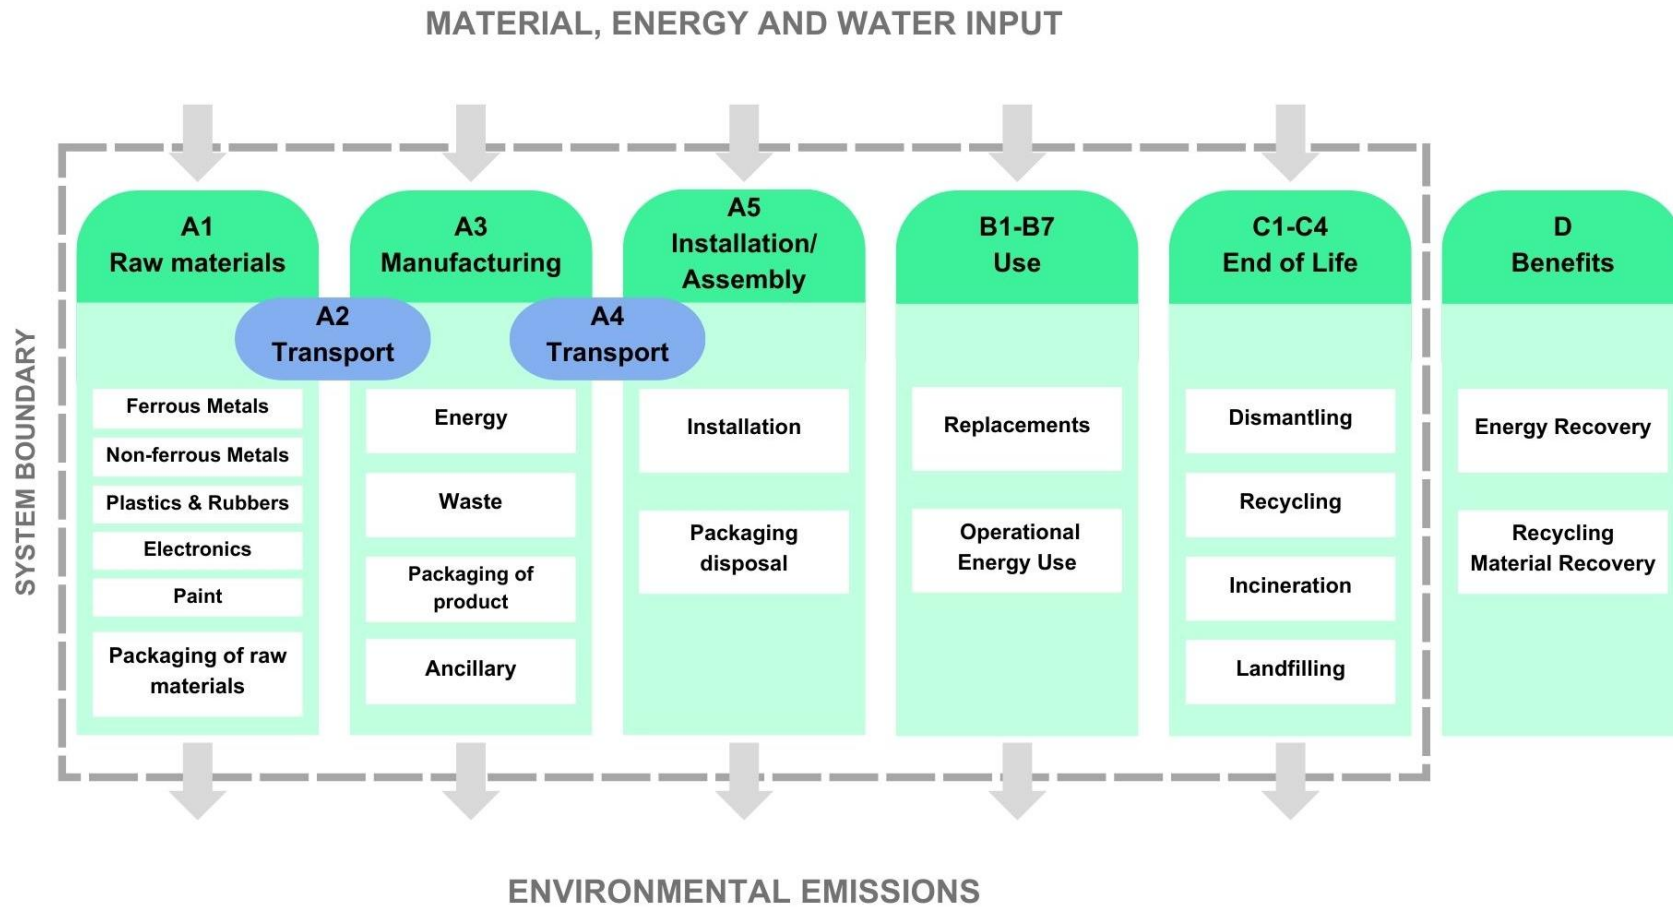 MATERIAL, ENERGY AND WATER INPUT
SYSTEM BOUNDARY
A1
Raw materials
A2
Transport
Ferrous Metals
Non-ferrous Metals
Plastics & Rubbers
Electronics
Paint
Packaging of raw
materials
A3
Manufacturing
A4
Transport
Energy
Waste
Packaging of
product
Ancillary
A5
Installation/
Assembly
Installation
Packaging
disposal
B1-B7
Use
Replacements
Operational
Energy Use
C1-C4
End of Life
Dismantling
Recycling
Incineration
Landfilling
D
Benefits
Energy Recovery
Recycling
Material Recovery
ENVIRONMENTAL EMISSIONS